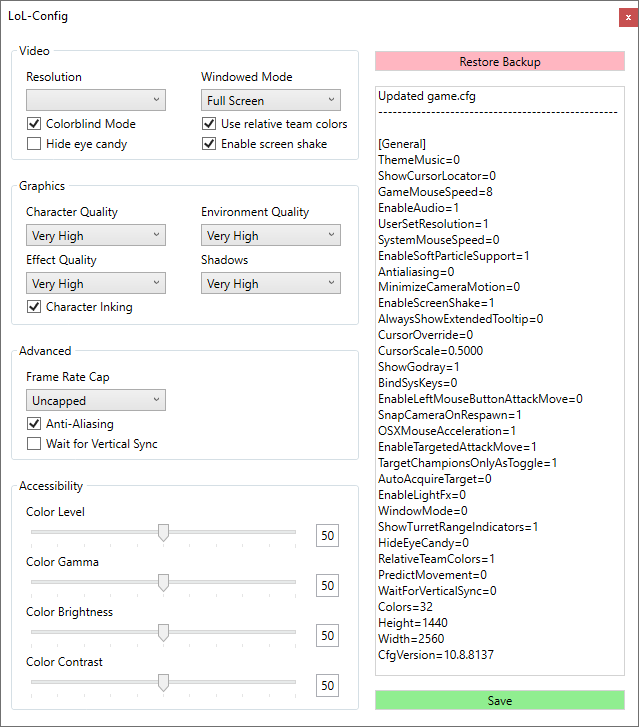 LoL-Config
x
Video
Resolution
Windowed Mode
Full Screen
Colorblind Mode
Use relative team colors
Hide eye candy
Enable screen shake
Graphics
Character Quality
Environment Quality
Very High
Very High
Effect Quality
Shadows
Very High
Very High
Character Inking
Advanced
Frame Rate Cap
Uncapped
Anti-Aliasing
Wait for Vertical Sync
Accessibility
Color Level
50
Color Gamma
50
Color Brightness
50
Color Contrast
50
Restore Backup
Updated game.cfg
-------------------------------------------------
[General]
ThemeMusic=0
ShowCursorLocator=0
GameMouseSpeed=8
EnableAudio=1
UserSetResolution=1
SystemMouseSpeed=0
EnableSoftParticleSupport=1
Antialiasing=0
MinimizeCameraMotion=0
EnableScreenShake=1
AlwaysShowExtendedTooltip=0
CursorOverride=0
CursorScale=0.5000
ShowGodray=1
BindSysKeys=0
EnableLeftMouseButtonAttackMove=0
SnapCameraOnRespawn=1
OSXMouseAcceleration=1
EnableTargetedAttackMove=1
TargetChampionsOnlyAsToggle=1
AutoAcquireTarget=0
EnableLightFx=0
WindowMode=0
ShowTurretRangeIndicators=1
HideEyeCandy=0
RelativeTeamColors=1
PredictMovement=0
WaitForVerticalSync=0
Colors=32
Height=1440
Width=2560
CfgVersion=10.8.8137
Save